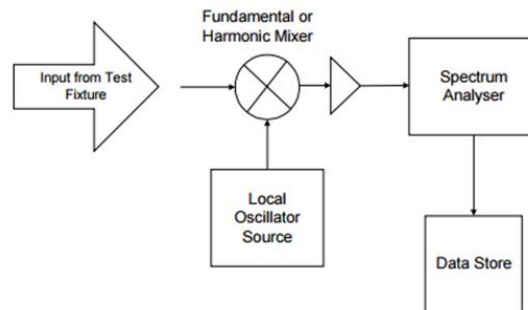 Fundamental or
Harmonic Mixer
Input from Test
Fixture
Spectrum
Analyser
Local
Oscillator
Source
Data Store